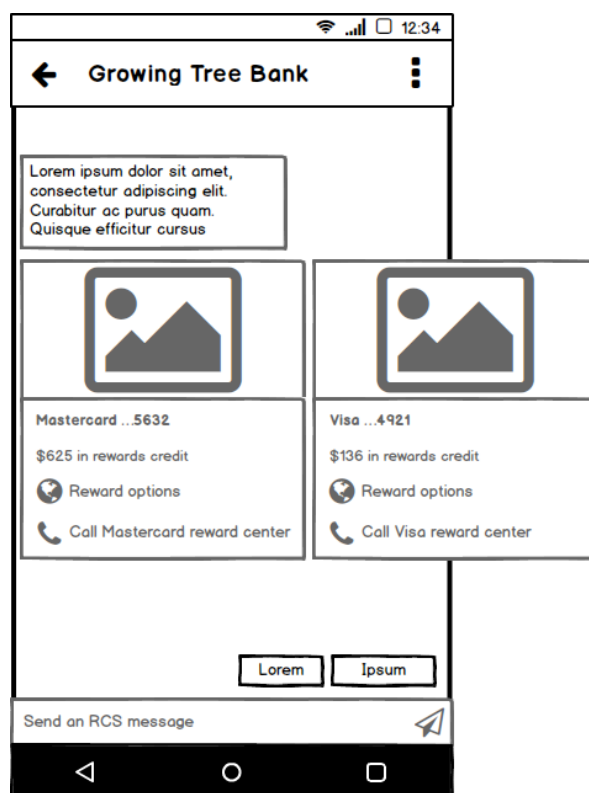 12:34
Growing Tree Bank
Lorem ipsum dolor sit amet,
consectetur adipiscing elit.
Curabitur ac purus quam.
Quisque efficitur cursus
Mastercard ...5632
$625 in rewards credit
Reward options
Call Mastercard reward center
Visa ...4921
$136 in rewards credit
Reward options
Call Visa reward center
Lorem
Ipsum
Send an RCS message